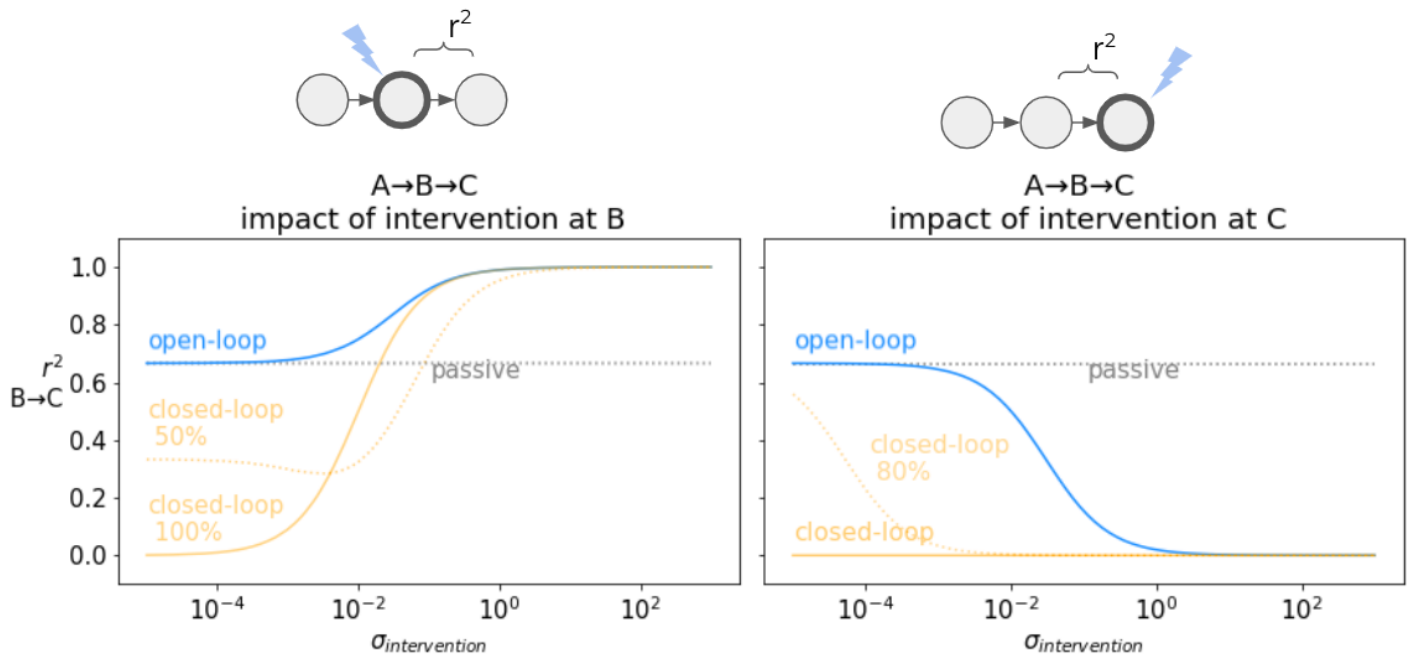 r²
A→B→C
impact of intervention at B
1.0
0.8
0.6
0.4
0.2
0.0
r²
B→C
open-loop
passive
closed-loop
50%
closed-loop
100%
10⁻⁴
10⁻²
10⁰
10²
σintervention
r²
A→B→C
impact of intervention at C
open-loop
passive
closed-loop
80%
closed-loop
10⁻⁴
10⁻²
10⁰
10²
σintervention